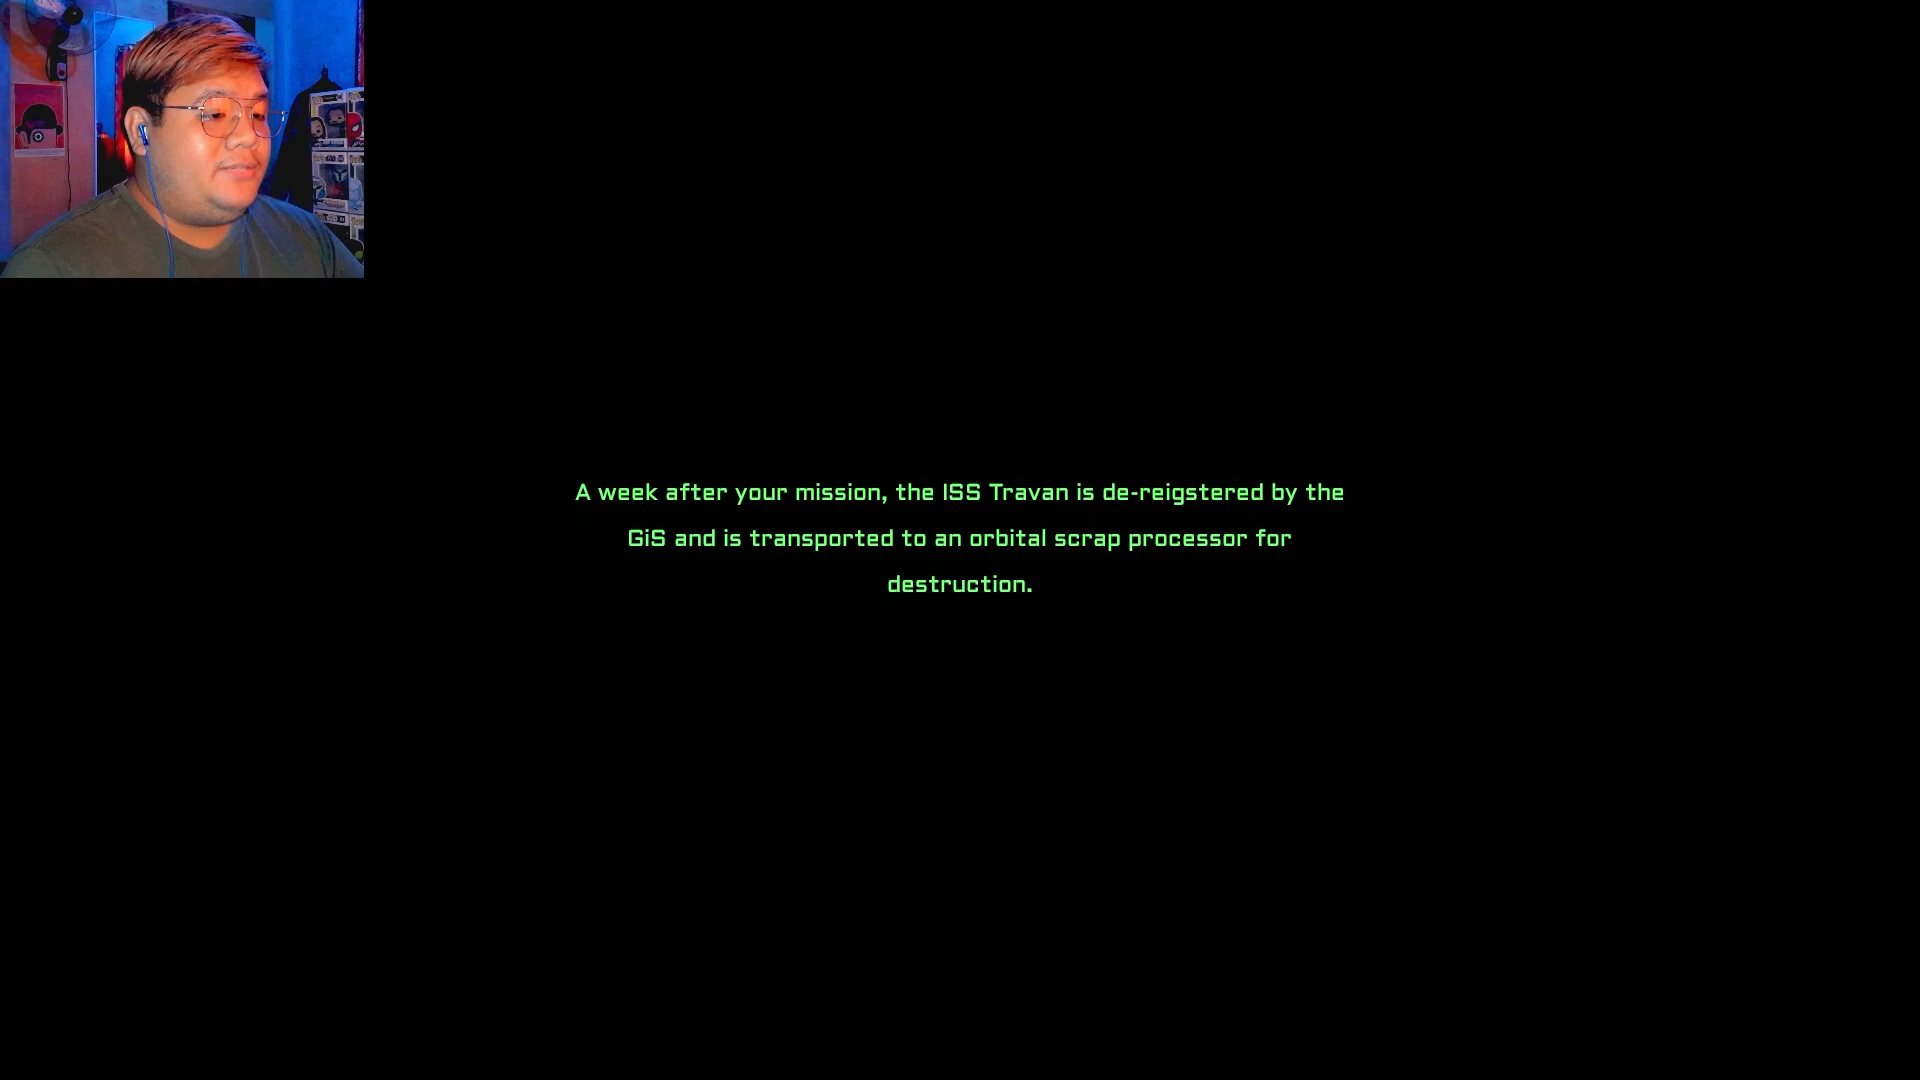 A week after your mission, the ISS Travan is de-reigstered by the
GiS and is transported to an orbital scrap processor for
destruction.